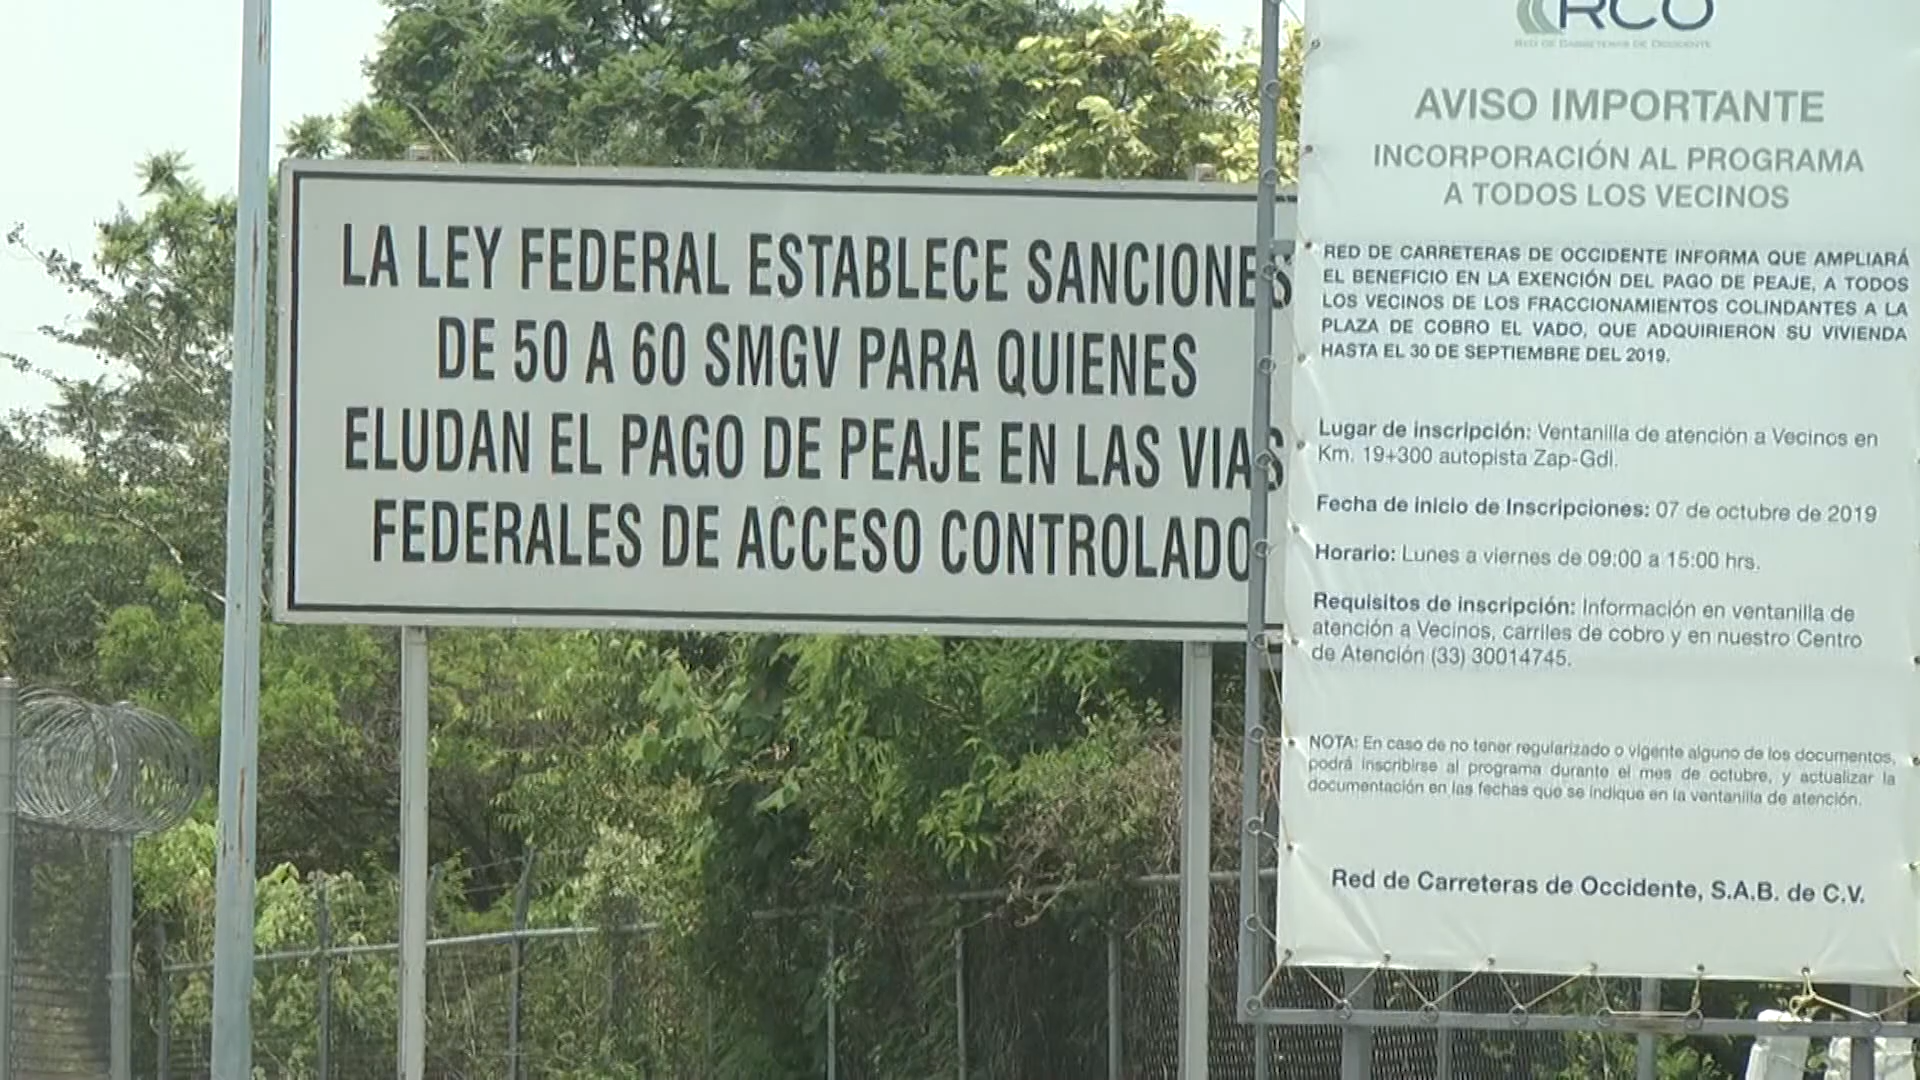 LA LEY FEDERAL ESTABLECE SANCIONES
DE 50 A 60 SMGV PARA QUIENES
ELUDAN EL PAGO DE PEAJE EN LAS VIAS
FEDERALES DE ACCESO CONTROLADO
RCO
RED DE CARRETERAS DE OCCIDENTE
AVISO IMPORTANTE
INCORPORACIÓN AL PROGRAMA
A TODOS LOS VECINOS
RED DE CARRETERAS DE OCCIDENTE INFORMA QUE AMPLIARÁ
EL BENEFICIO EN LA EXENCIÓN DEL PAGO DE PEAJE, A TODOS
LOS VECINOS DE LOS FRACCIONAMIENTOS COLINDANTES A LA
PLAZA DE COBRO EL VADO, QUE ADQUIRIERON SU VIVIENDA
HASTA EL 30 DE SEPTIEMBRE DEL 2019.
Lugar de inscripción: Ventanilla de atención a Vecinos en
Km. 19+300 autopista Zap-Gdl.
Fecha de inicio de Inscripciones: 07 de octubre de 2019
Horario: Lunes a viernes de 09:00 a 15:00 hrs.
Requisitos de inscripción: Información en ventanilla de
atención a Vecinos, carriles de cobro y en nuestro Centro
de Atención (33) 30014745.
NOTA: En caso de no tener regularizado o vigente alguno de los documentos,
podrá inscribirse al programa durante el mes de octubre, y actualizar la
documentación en las fechas que se indique en la ventanilla de atención.
Red de Carreteras de Occidente, S.A.B. de C.V.